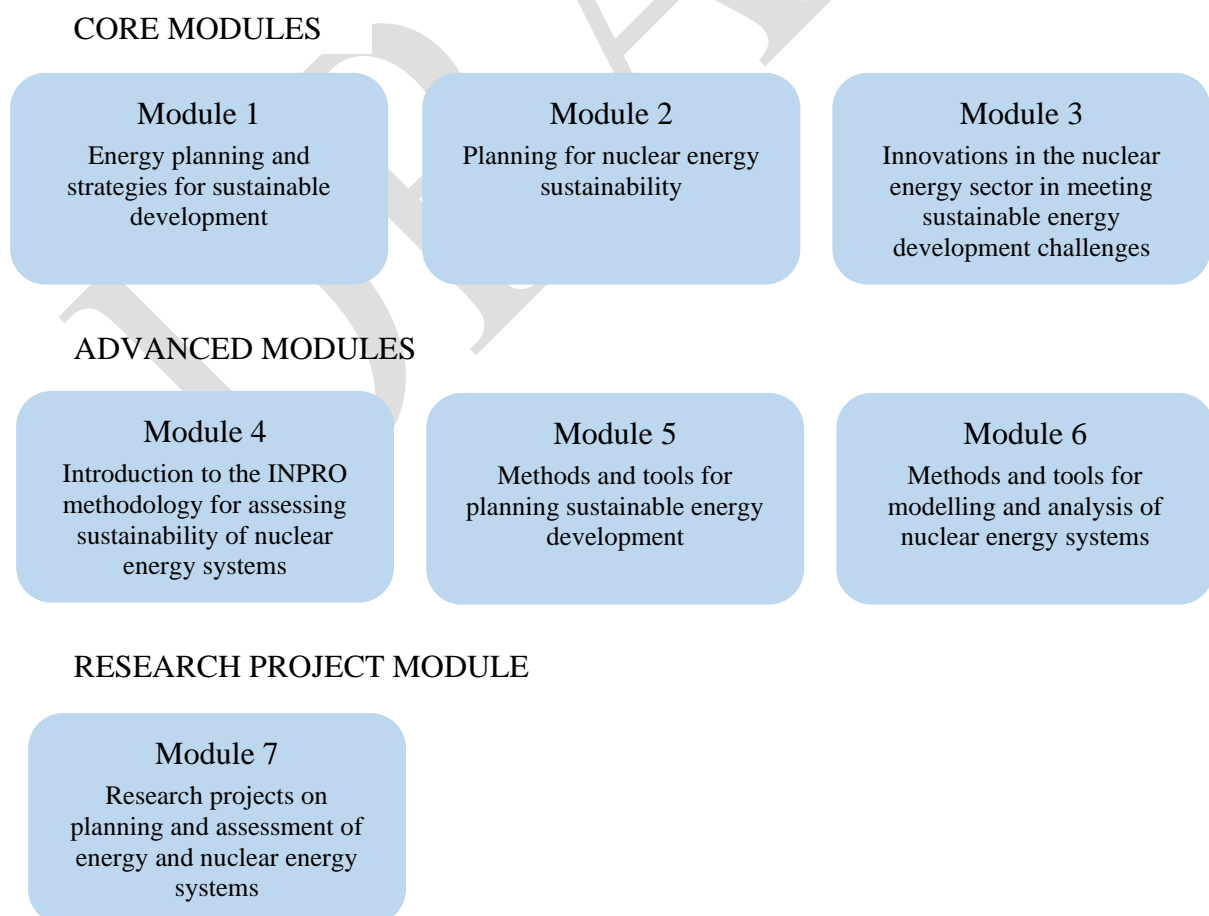 CORE MODULES
Module 1
Energy planning and
strategies for sustainable
development
Module 2
Planning for nuclear energy
sustainability
Module 3
Innovations in the nuclear
energy sector in meeting
sustainable energy
development challenges
ADVANCED MODULES
Module 4
Introduction to the INPRO
methodology for assessing
sustainability of nuclear
energy systems
Module 5
Methods and tools for
planning sustainable energy
development
Module 6
Methods and tools for
modelling and analysis of
nuclear energy systems
RESEARCH PROJECT MODULE
Module 7
Research projects on
planning and assessment of
energy and nuclear energy
systems